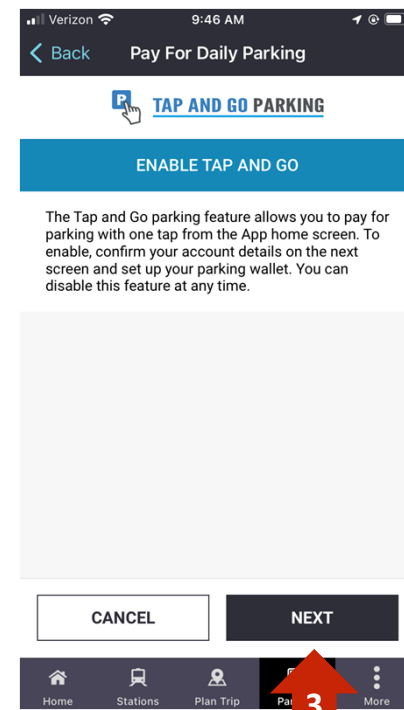 Verizon 9:46 AM
Back Pay For Daily Parking
P TAP AND GO PARKING
ENABLE TAP AND GO
The Tap and Go parking feature allows you to pay for
parking with one tap from the App home screen. To
enable, confirm your account details on the next
screen and set up your parking wallet. You can
disable this feature at any time.
CANCEL NEXT
Home Stations Plan Trip More
3